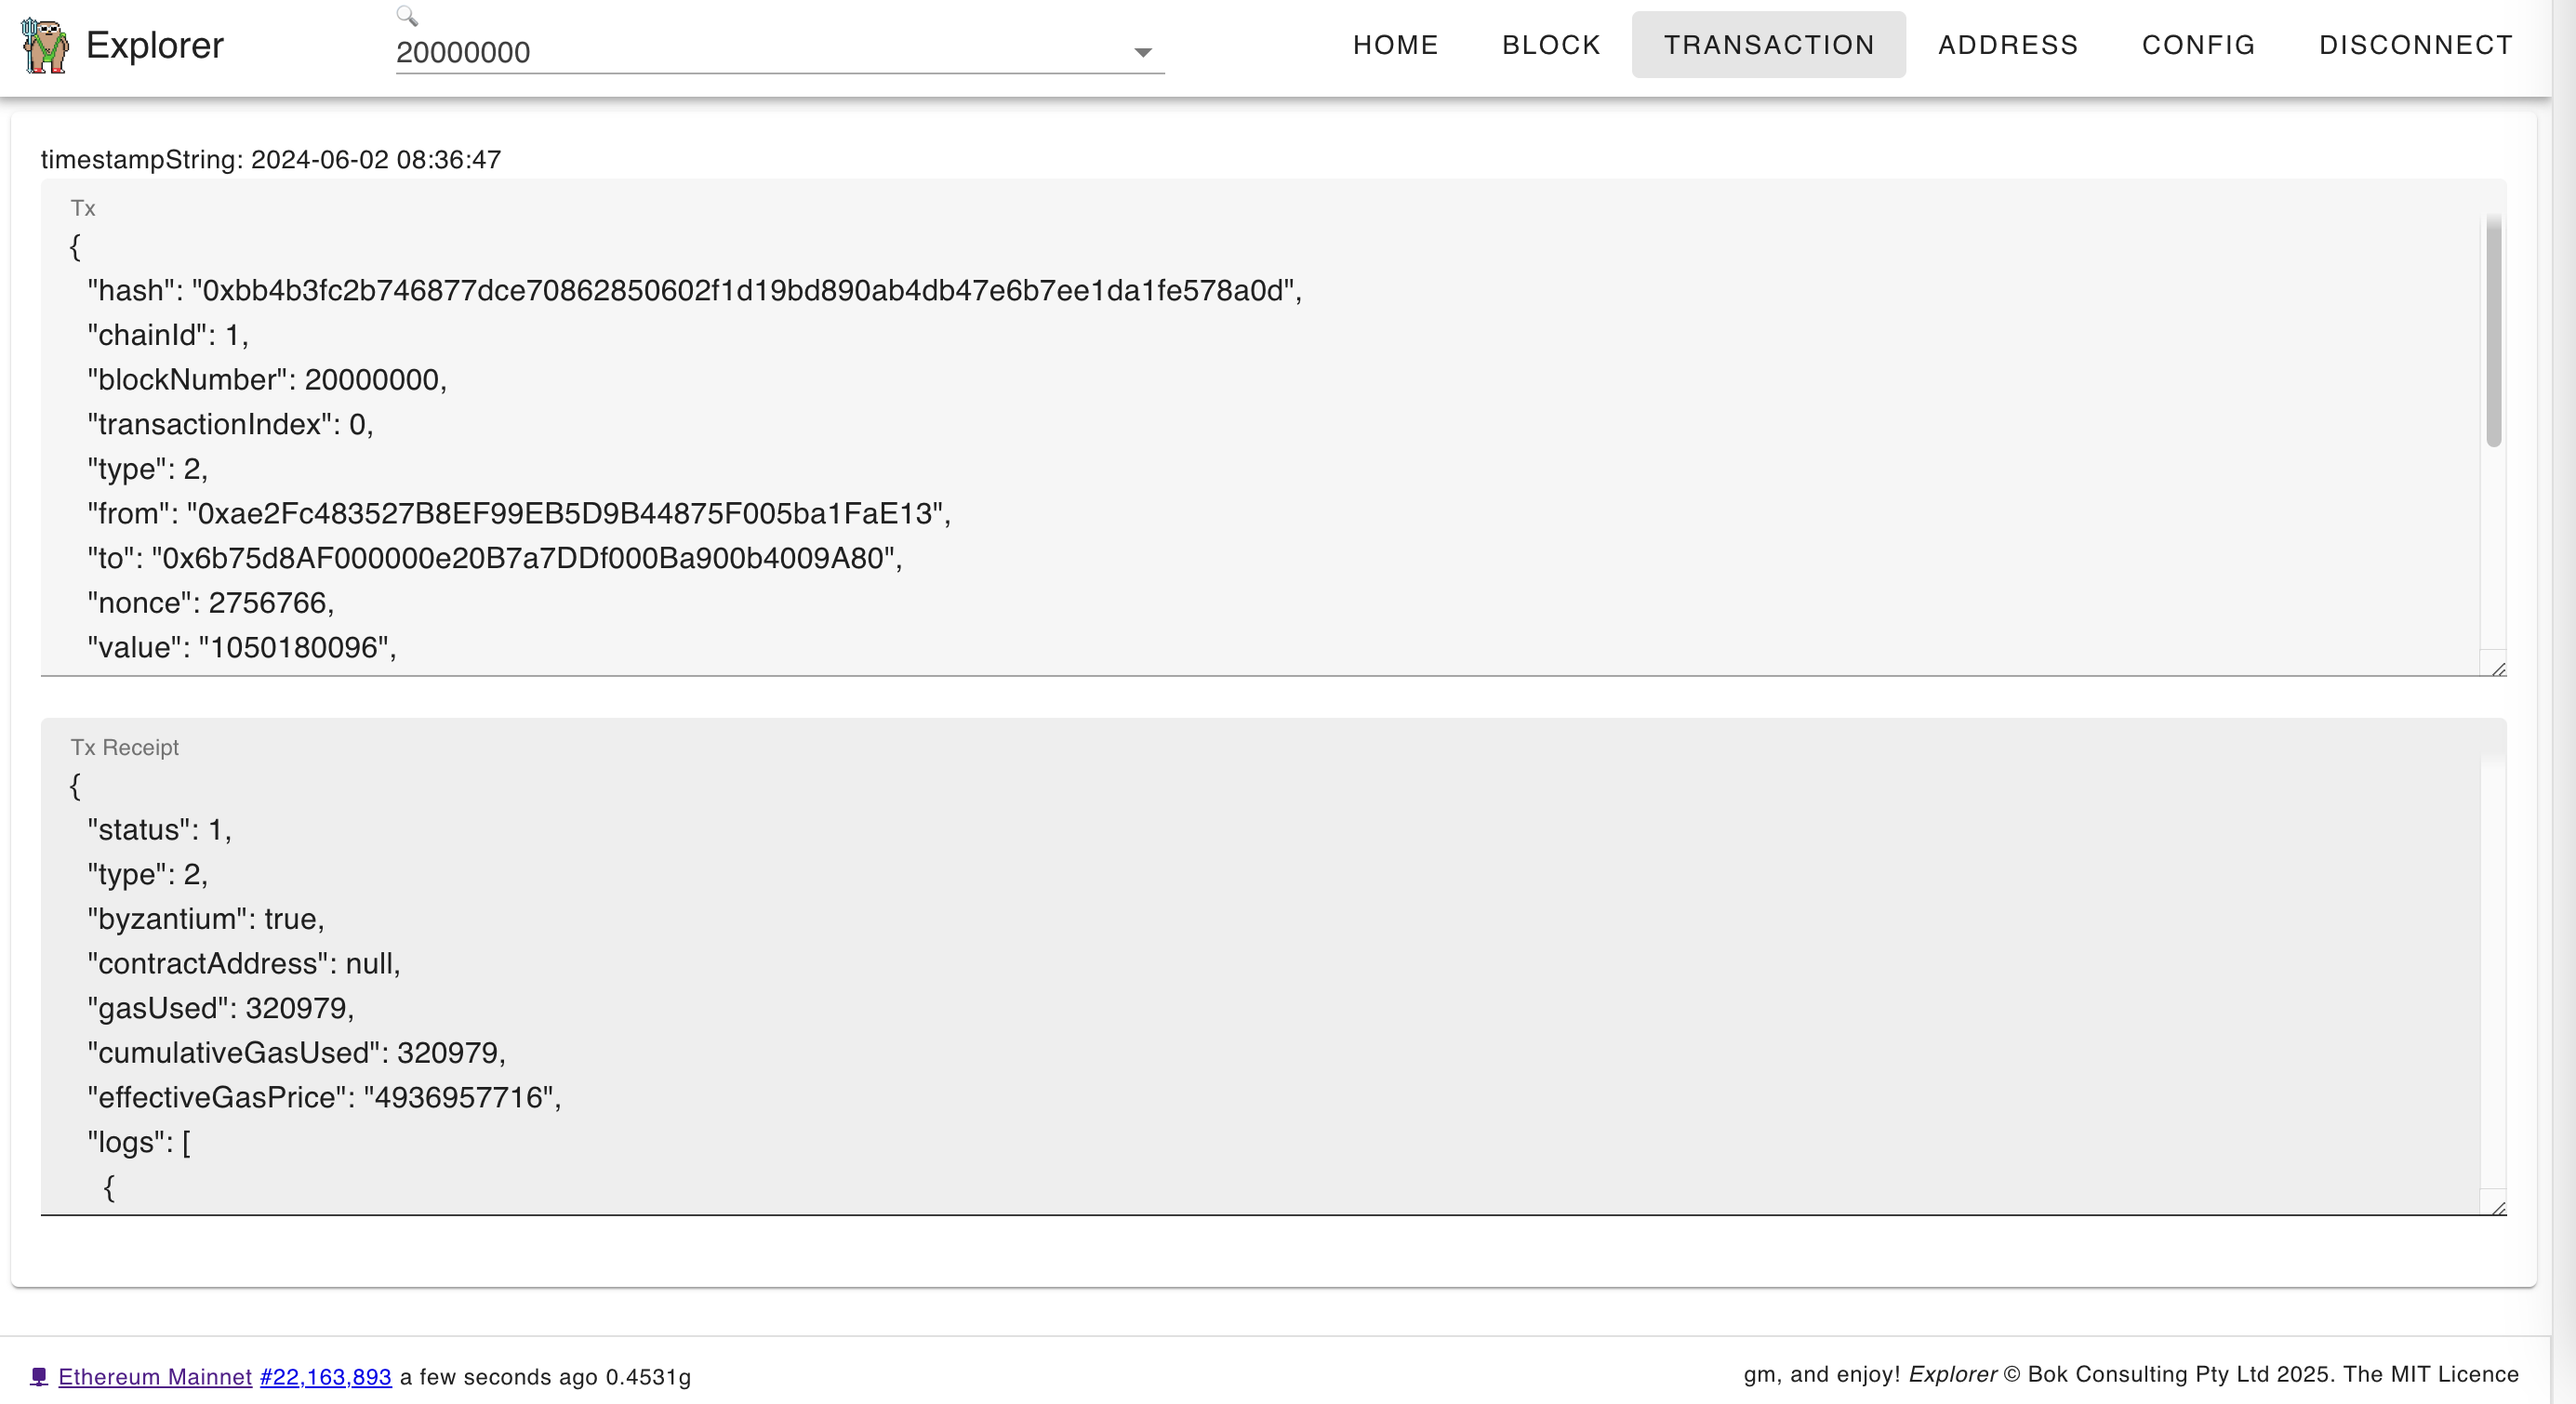 Explorer
20000000
HOME BLOCK TRANSACTION ADDRESS CONFIG DISCONNECT
timestampString: 2024-06-02 08:36:47
Tx
{
"hash": "0xbb4b3fc2b746877dce70862850602f1d19bd890ab4db47e6b7ee1da1fe578a0d",
"chainId": 1,
"blockNumber": 20000000,
"transactionIndex": 0,
"type": 2,
"from": "0xae2Fc483527B8EF99EB5D9B44875F005ba1FaE13",
"to": "0x6b75d8AF000000e20B7a7DDf000Ba900b4009A80",
"nonce": 2756766,
"value": "1050180096",
Tx Receipt
{
"status": 1,
"type": 2,
"byzantium": true,
"contractAddress": null,
"gasUsed": 320979,
"cumulativeGasUsed": 320979,
"effectiveGasPrice": "4936957716",
"logs": [
{
Ethereum Mainnet #22,163,893 a few seconds ago 0.4531g
gm, and enjoy! Explorer © Bok Consulting Pty Ltd 2025. The MIT Licence